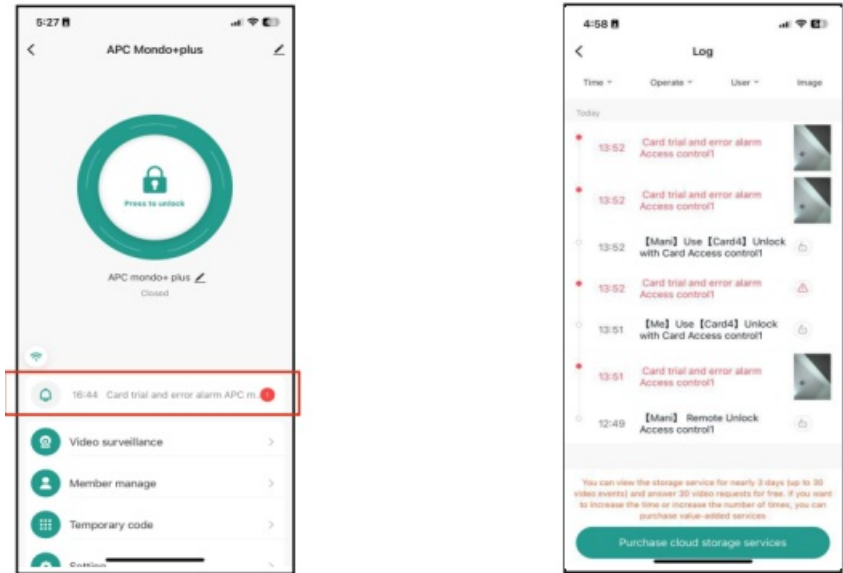 5:27
APC Mondo+plus
Press to unlock
APC mondo+ plus
Closed
16:44 Card trial and error alarm APC m..
Video surveillance
Member manage
Temporary code
Setting
4:58
Log
Time Operate User Image
Today
13:52 Card trial and error alarm
Access control1
13:52 Card trial and error alarm
Access control1
13:52 【Mani】Use【Card4】Unlock
with Card Access control1
13:52 Card trial and error alarm
Access control1
13:51 【Me】Use【Card4】Unlock
with Card Access control1
13:51 Card trial and error alarm
Access control1
12:49 【Mani】 Remote Unlock
Access control1
You can view the storage service for nearly 3 days (up to 30
video events) and answer 20 video requests for free. If you want
to increase the time or increase the number of times, you can
purchase value-added services
Purchase cloud storage services